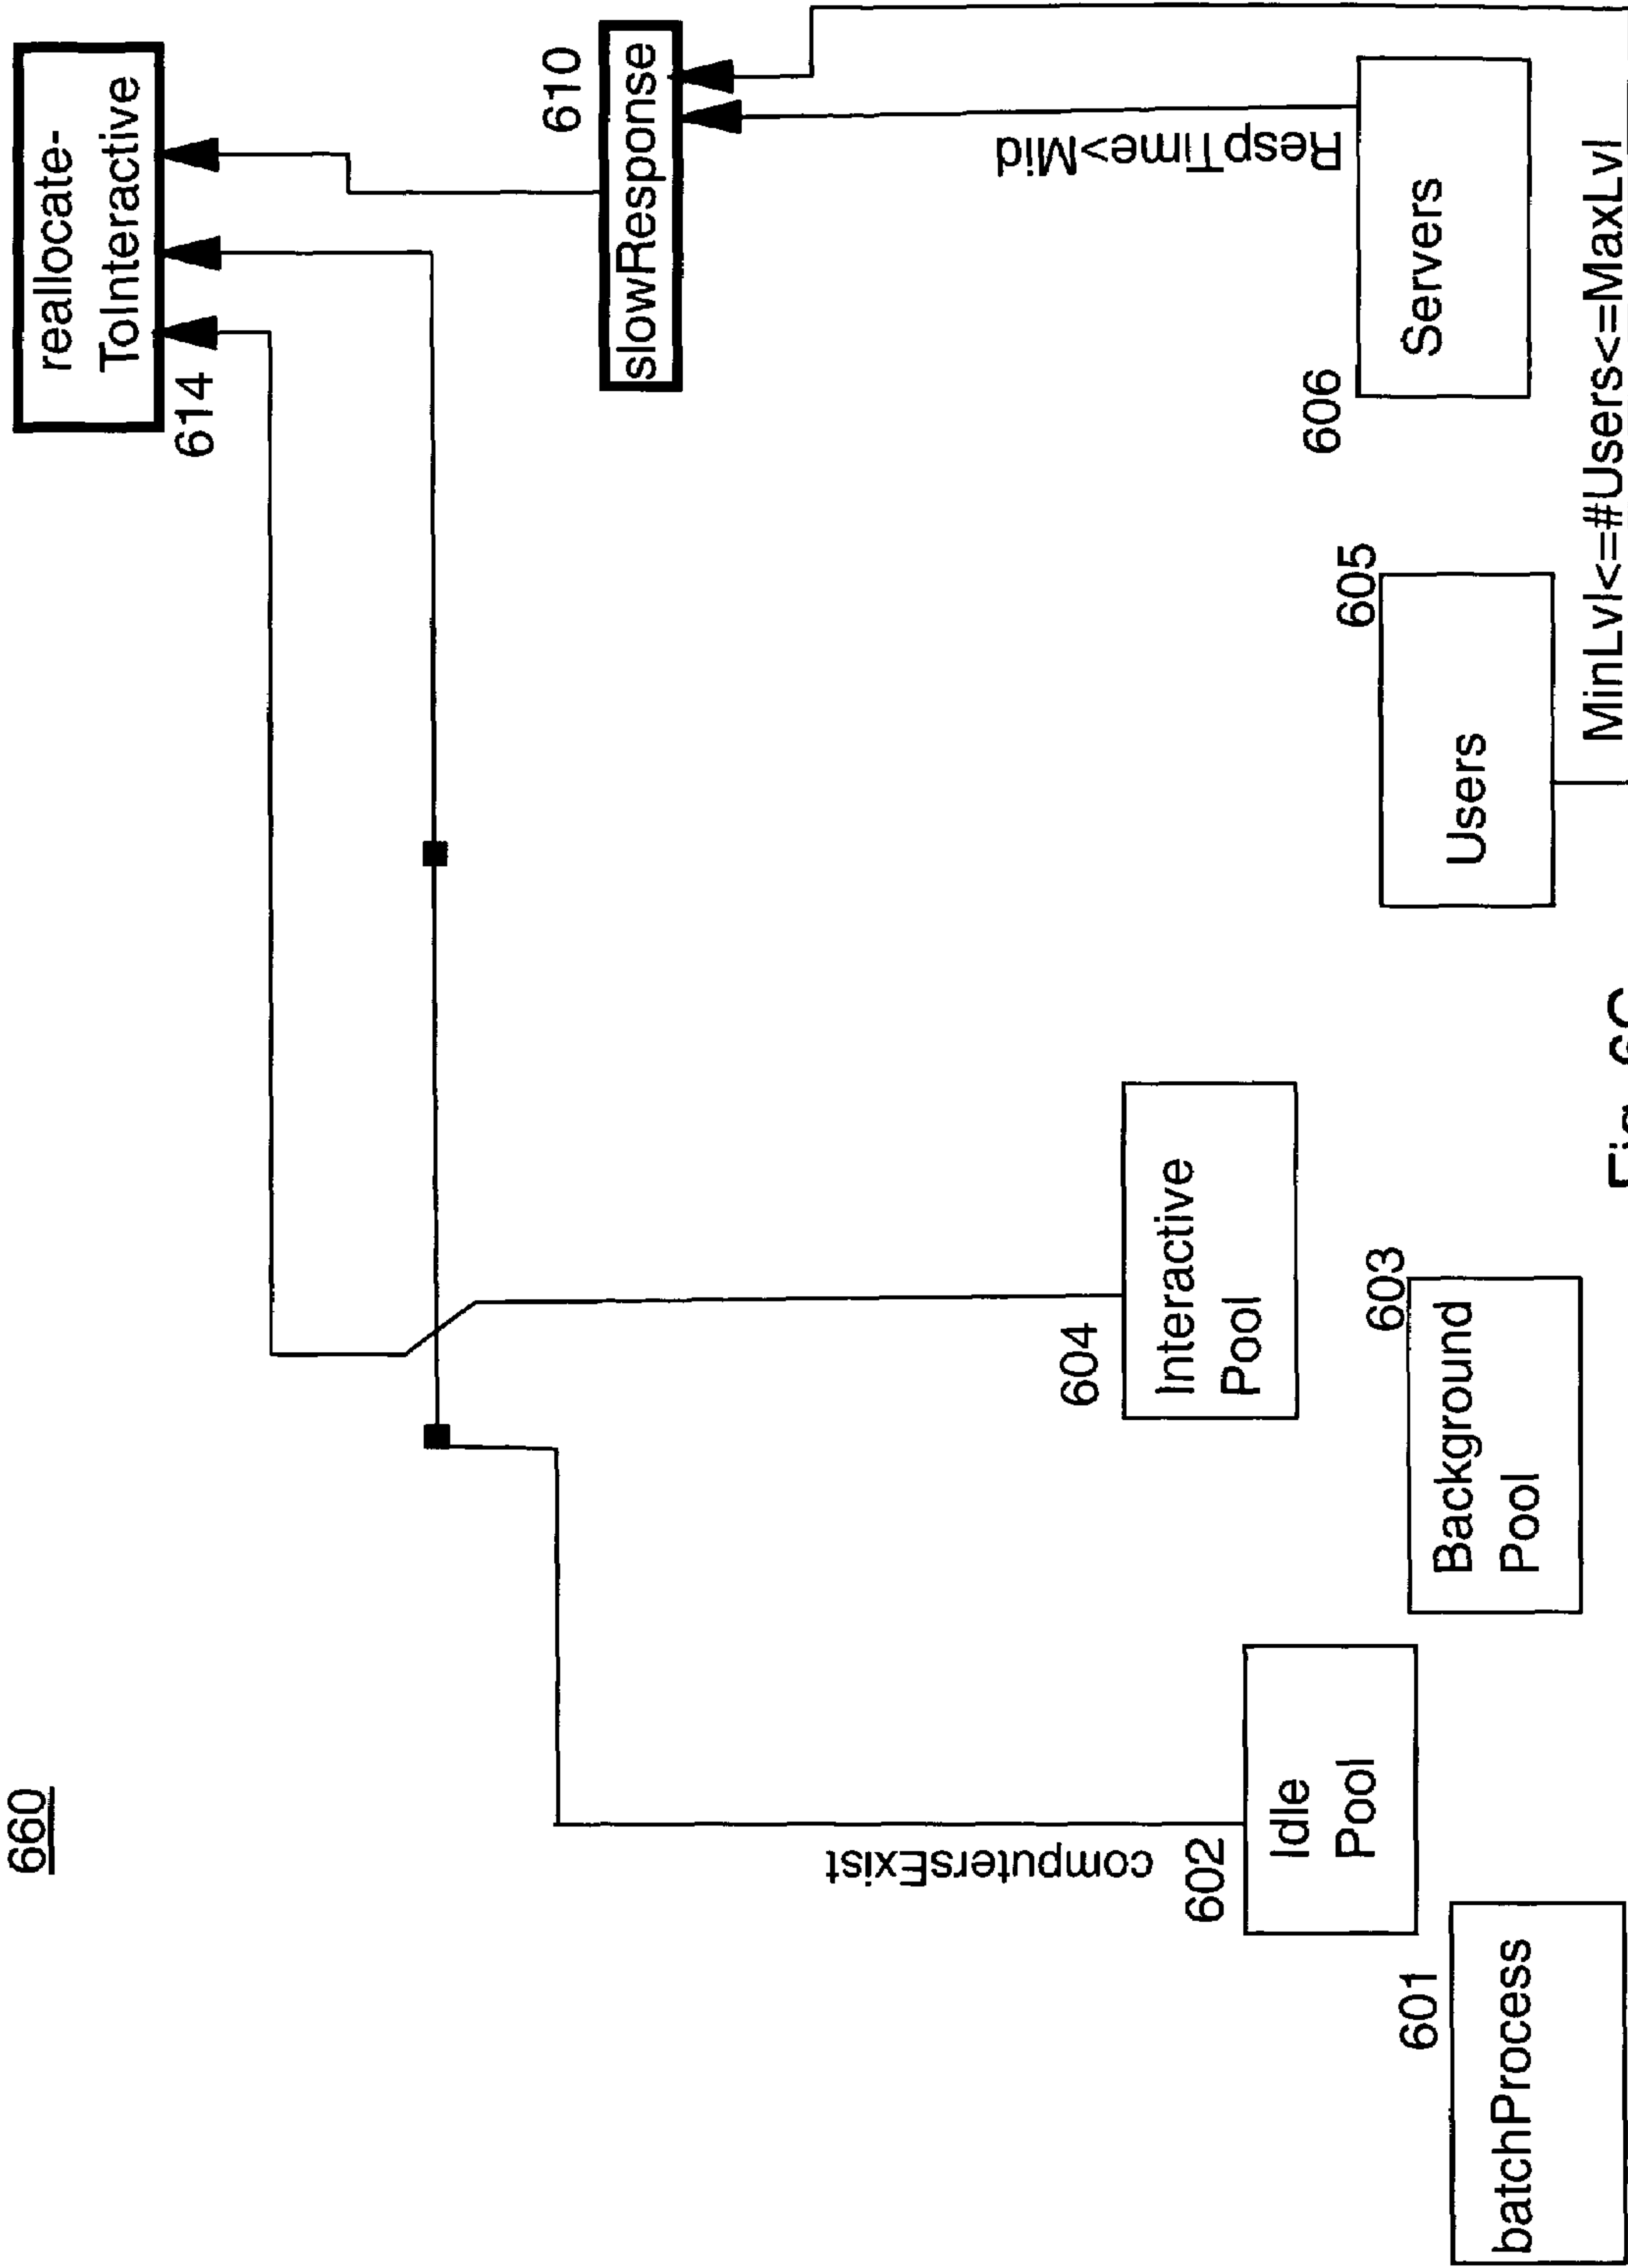 660
reallocate-
ToInteractive
614
610
slowResponse
RespTime>Mid
computersExist
604
Interactive
Pool
606
Servers
605
Users
MinLvl<=#Users<=MaxLvl
603
Background
Pool
602
Idle
Pool
601
batchProcess